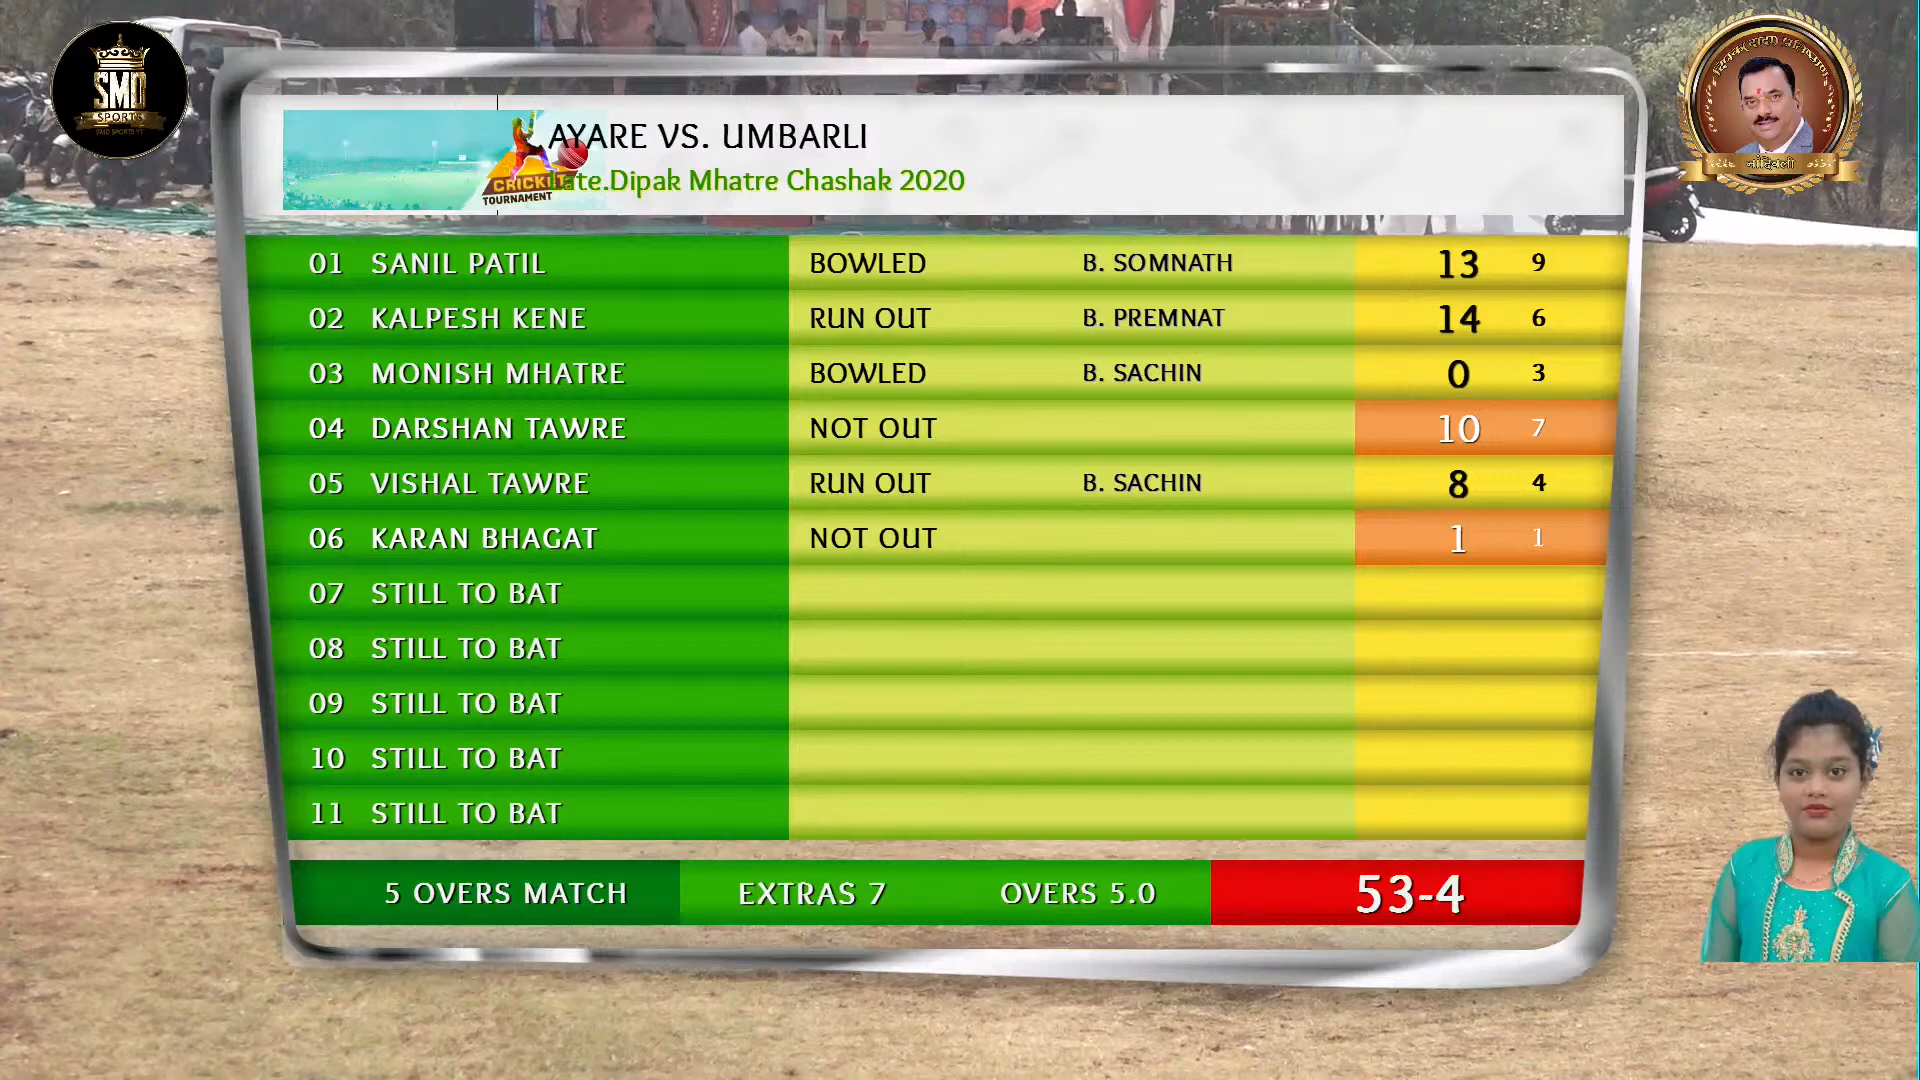 SMD
SPORTS
SMD SPORTS YT
AYARE VS. UMBARLI
Late.Dipak Mhatre Chashak 2020
CRICKET
TOURNAMENT
01 SANIL PATIL BOWLED B. SOMNATH 13 9
02 KALPESH KENE RUN OUT B. PREMNAT 14 6
03 MONISH MHATRE BOWLED B. SACHIN 0 3
04 DARSHAN TAWRE NOT OUT 10 7
05 VISHAL TAWRE RUN OUT B. SACHIN 8 4
06 KARAN BHAGAT NOT OUT 1 1
07 STILL TO BAT
08 STILL TO BAT
09 STILL TO BAT
10 STILL TO BAT
11 STILL TO BAT
5 OVERS MATCH EXTRAS 7 OVERS 5.0 53-4